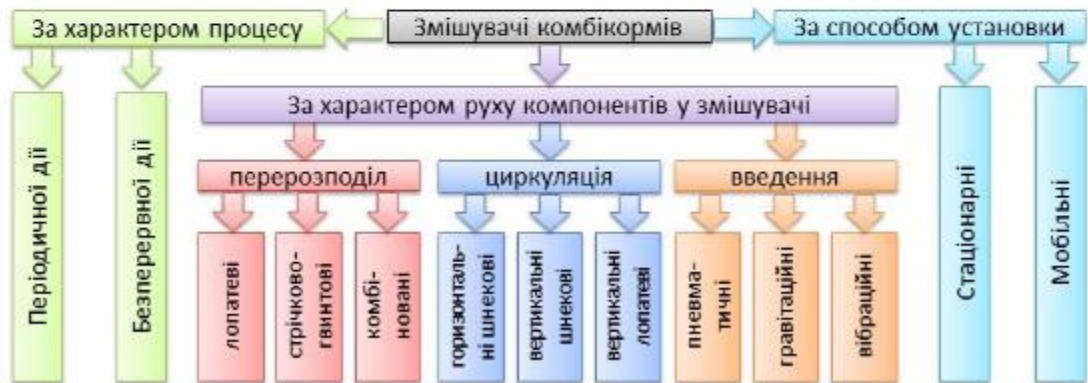 За характером процесу
Змішувачі комбікормів
За способом установки
Періодичної дії
Безперервної дії
За характером руху компонентів у змішувачі
перерозподіл
лопатеві
стрічково-
гвинтові
комбі-
новані
циркуляція
горизонталь-
ні шнекові
вертикальні
шнекові
вертикальні
лопатеві
введення
пневма-
тичні
гравітаційні
вібраційні
Стаціонарні
Мобільні